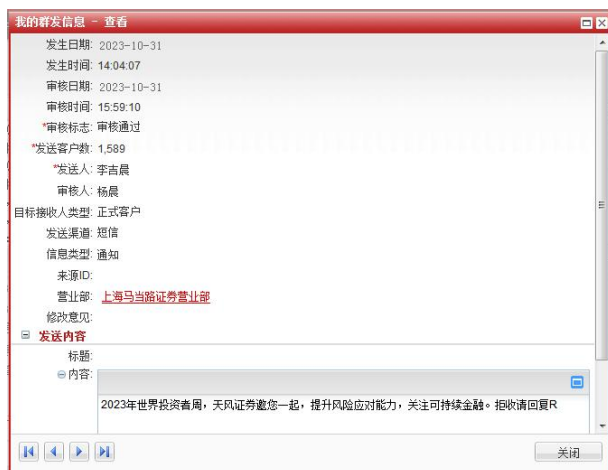 我的群发信息 - 查看
发生日期: 2023-10-31
发生时间: 14:04:07
审核日期: 2023-10-31
审核时间: 15:59:10
*审核标志: 审核通过
*发送客户数: 1,589
*发送人: 李吉晨
审核人: 杨晨
目标接收人类型: 正式客户
发送渠道: 短信
信息类型: 通知
来源ID:
营业部: 上海马当路证券营业部
修改意见:
发送内容
标题:
内容:
2023年世界投资者周，天风证券邀您一起，提升风险应对能力，关注可持续金融。拒收请回复R
关闭